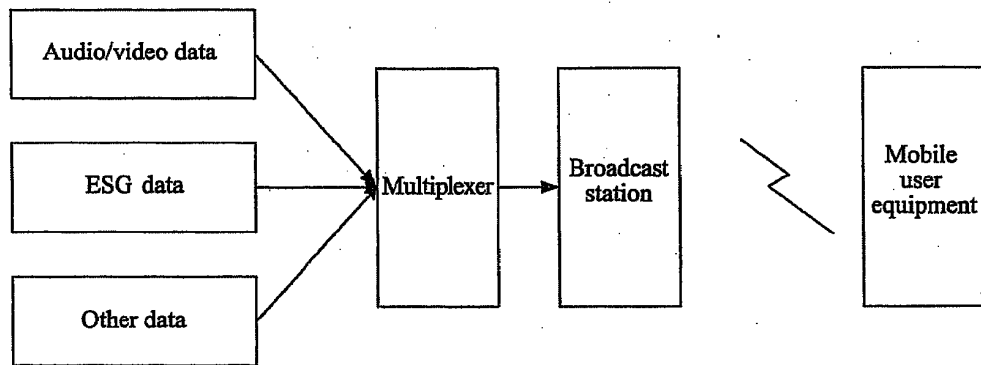 Audio/video data
ESG data
Other data
Multiplexer
Broadcast
station
Mobile
user
equipment